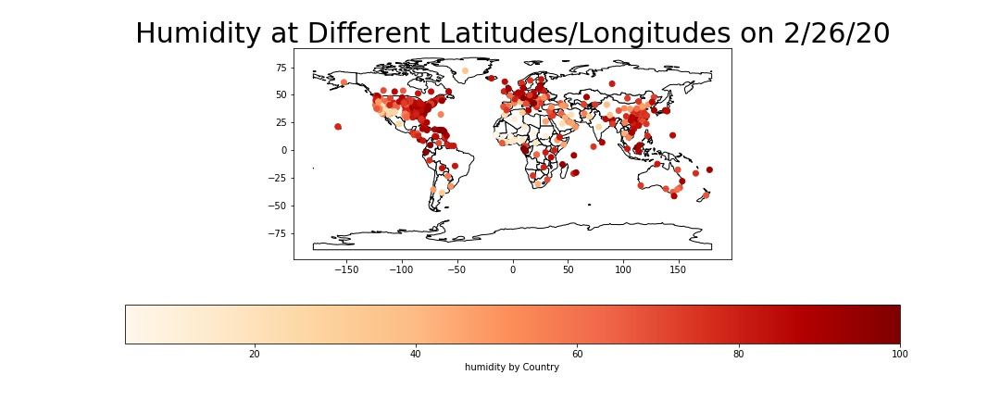 Humidity at Different Latitudes/Longitudes on 2/26/20
75
50
25
0
−25
−50
−75
−150 −100 −50 0 50 100 150
20 40 60 80 100
humidity by Country